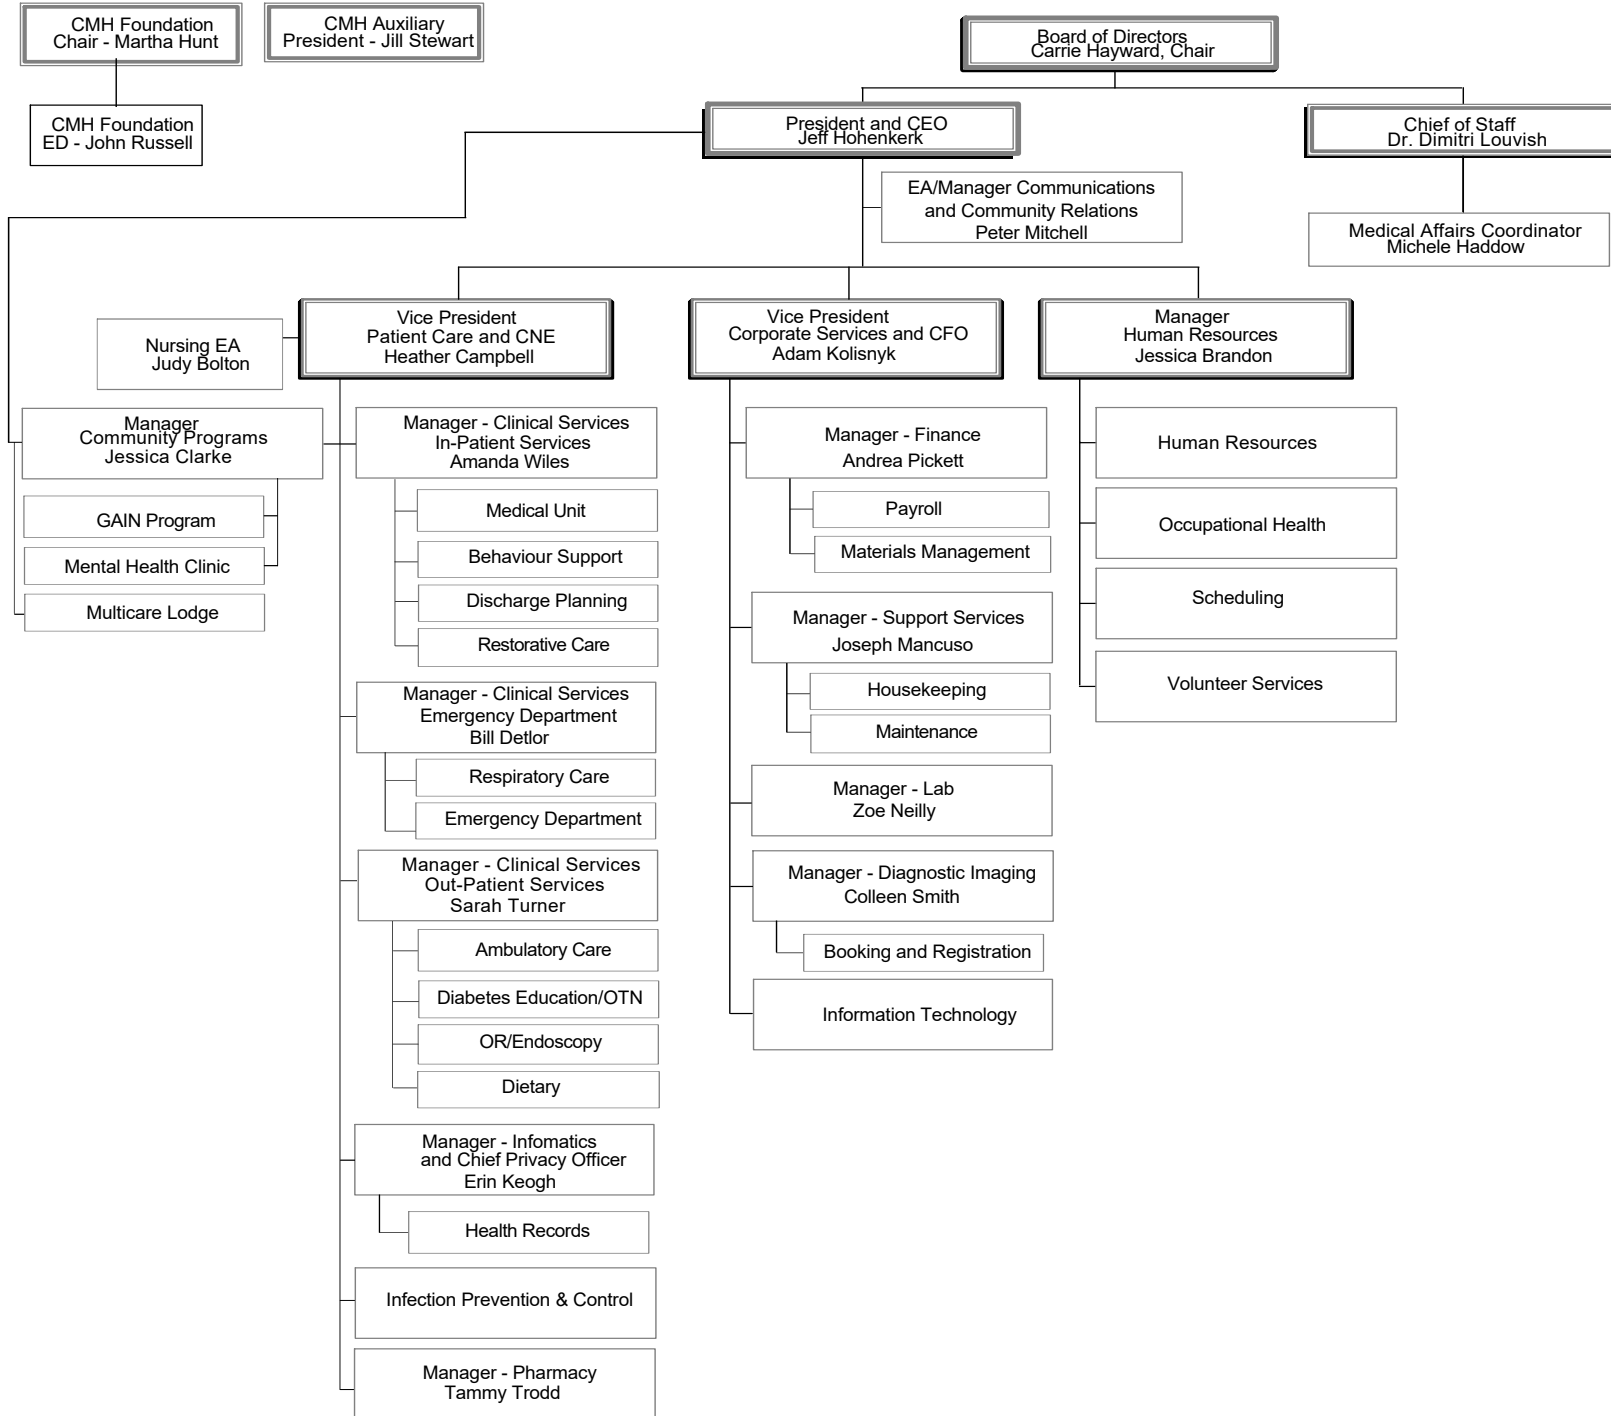 CMH Foundation
Chair - Martha Hunt
CMH Auxiliary
President - Jill Stewart
Board of Directors
Carrie Hayward, Chair
CMH Foundation
ED - John Russell
President and CEO
Jeff Hohenkerk
Chief of Staff
Dr. Dimitri Louvish
EA/Manager Communications
and Community Relations
Peter Mitchell
Medical Affairs Coordinator
Michele Haddow
Nursing EA
Judy Bolton
Vice President
Patient Care and CNE
Heather Campbell
Vice President
Corporate Services and CFO
Adam Kolisnyk
Manager
Human Resources
Jessica Brandon
Manager
Community Programs
Jessica Clarke
GAIN Program
Mental Health Clinic
Multicare Lodge
Manager - Clinical Services
In-Patient Services
Amanda Wiles
Medical Unit
Behaviour Support
Discharge Planning
Restorative Care
Manager - Clinical Services
Emergency Department
Bill Detlor
Respiratory Care
Emergency Department
Manager - Clinical Services
Out-Patient Services
Sarah Turner
Ambulatory Care
Diabetes Education/OTN
OR/Endoscopy
Dietary
Manager - Infomatics
and Chief Privacy Officer
Erin Keogh
Health Records
Infection Prevention & Control
Manager - Pharmacy
Tammy Trodd
Manager - Finance
Andrea Pickett
Payroll
Materials Management
Manager - Support Services
Joseph Mancuso
Housekeeping
Maintenance
Manager - Lab
Zoe Neilly
Manager - Diagnostic Imaging
Colleen Smith
Booking and Registration
Information Technology
Human Resources
Occupational Health
Scheduling
Volunteer Services